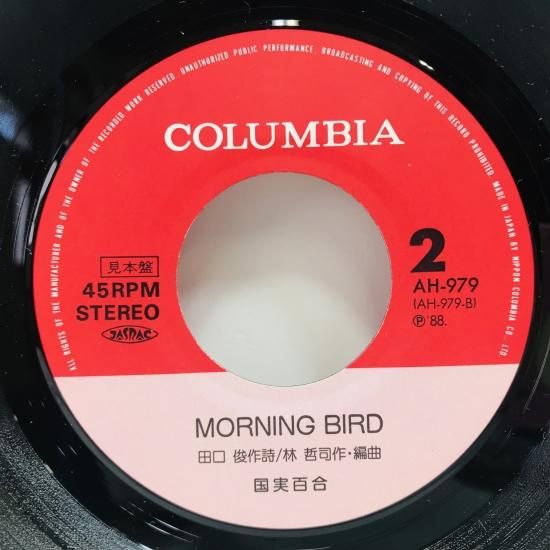 ALL RIGHTS OF THE MANUFACTURER AND OF THE OWNER OF THE RECORDED WORK RESERVED. UNAUTHORIZED PUBLIC PERFORMANCE, BROADCASTING AND COPYING OF THIS RECORD PROHIBITED. MADE IN JAPAN BY NIPPON COLUMBIA CO., LTD.
COLUMBIA
見本盤
45RPM
STEREO
JASRAC
2
AH-979
(AH-979-B)
Ⓟ'88.
MORNING BIRD
田口 俊作詩/林 哲司作・編曲
国実百合